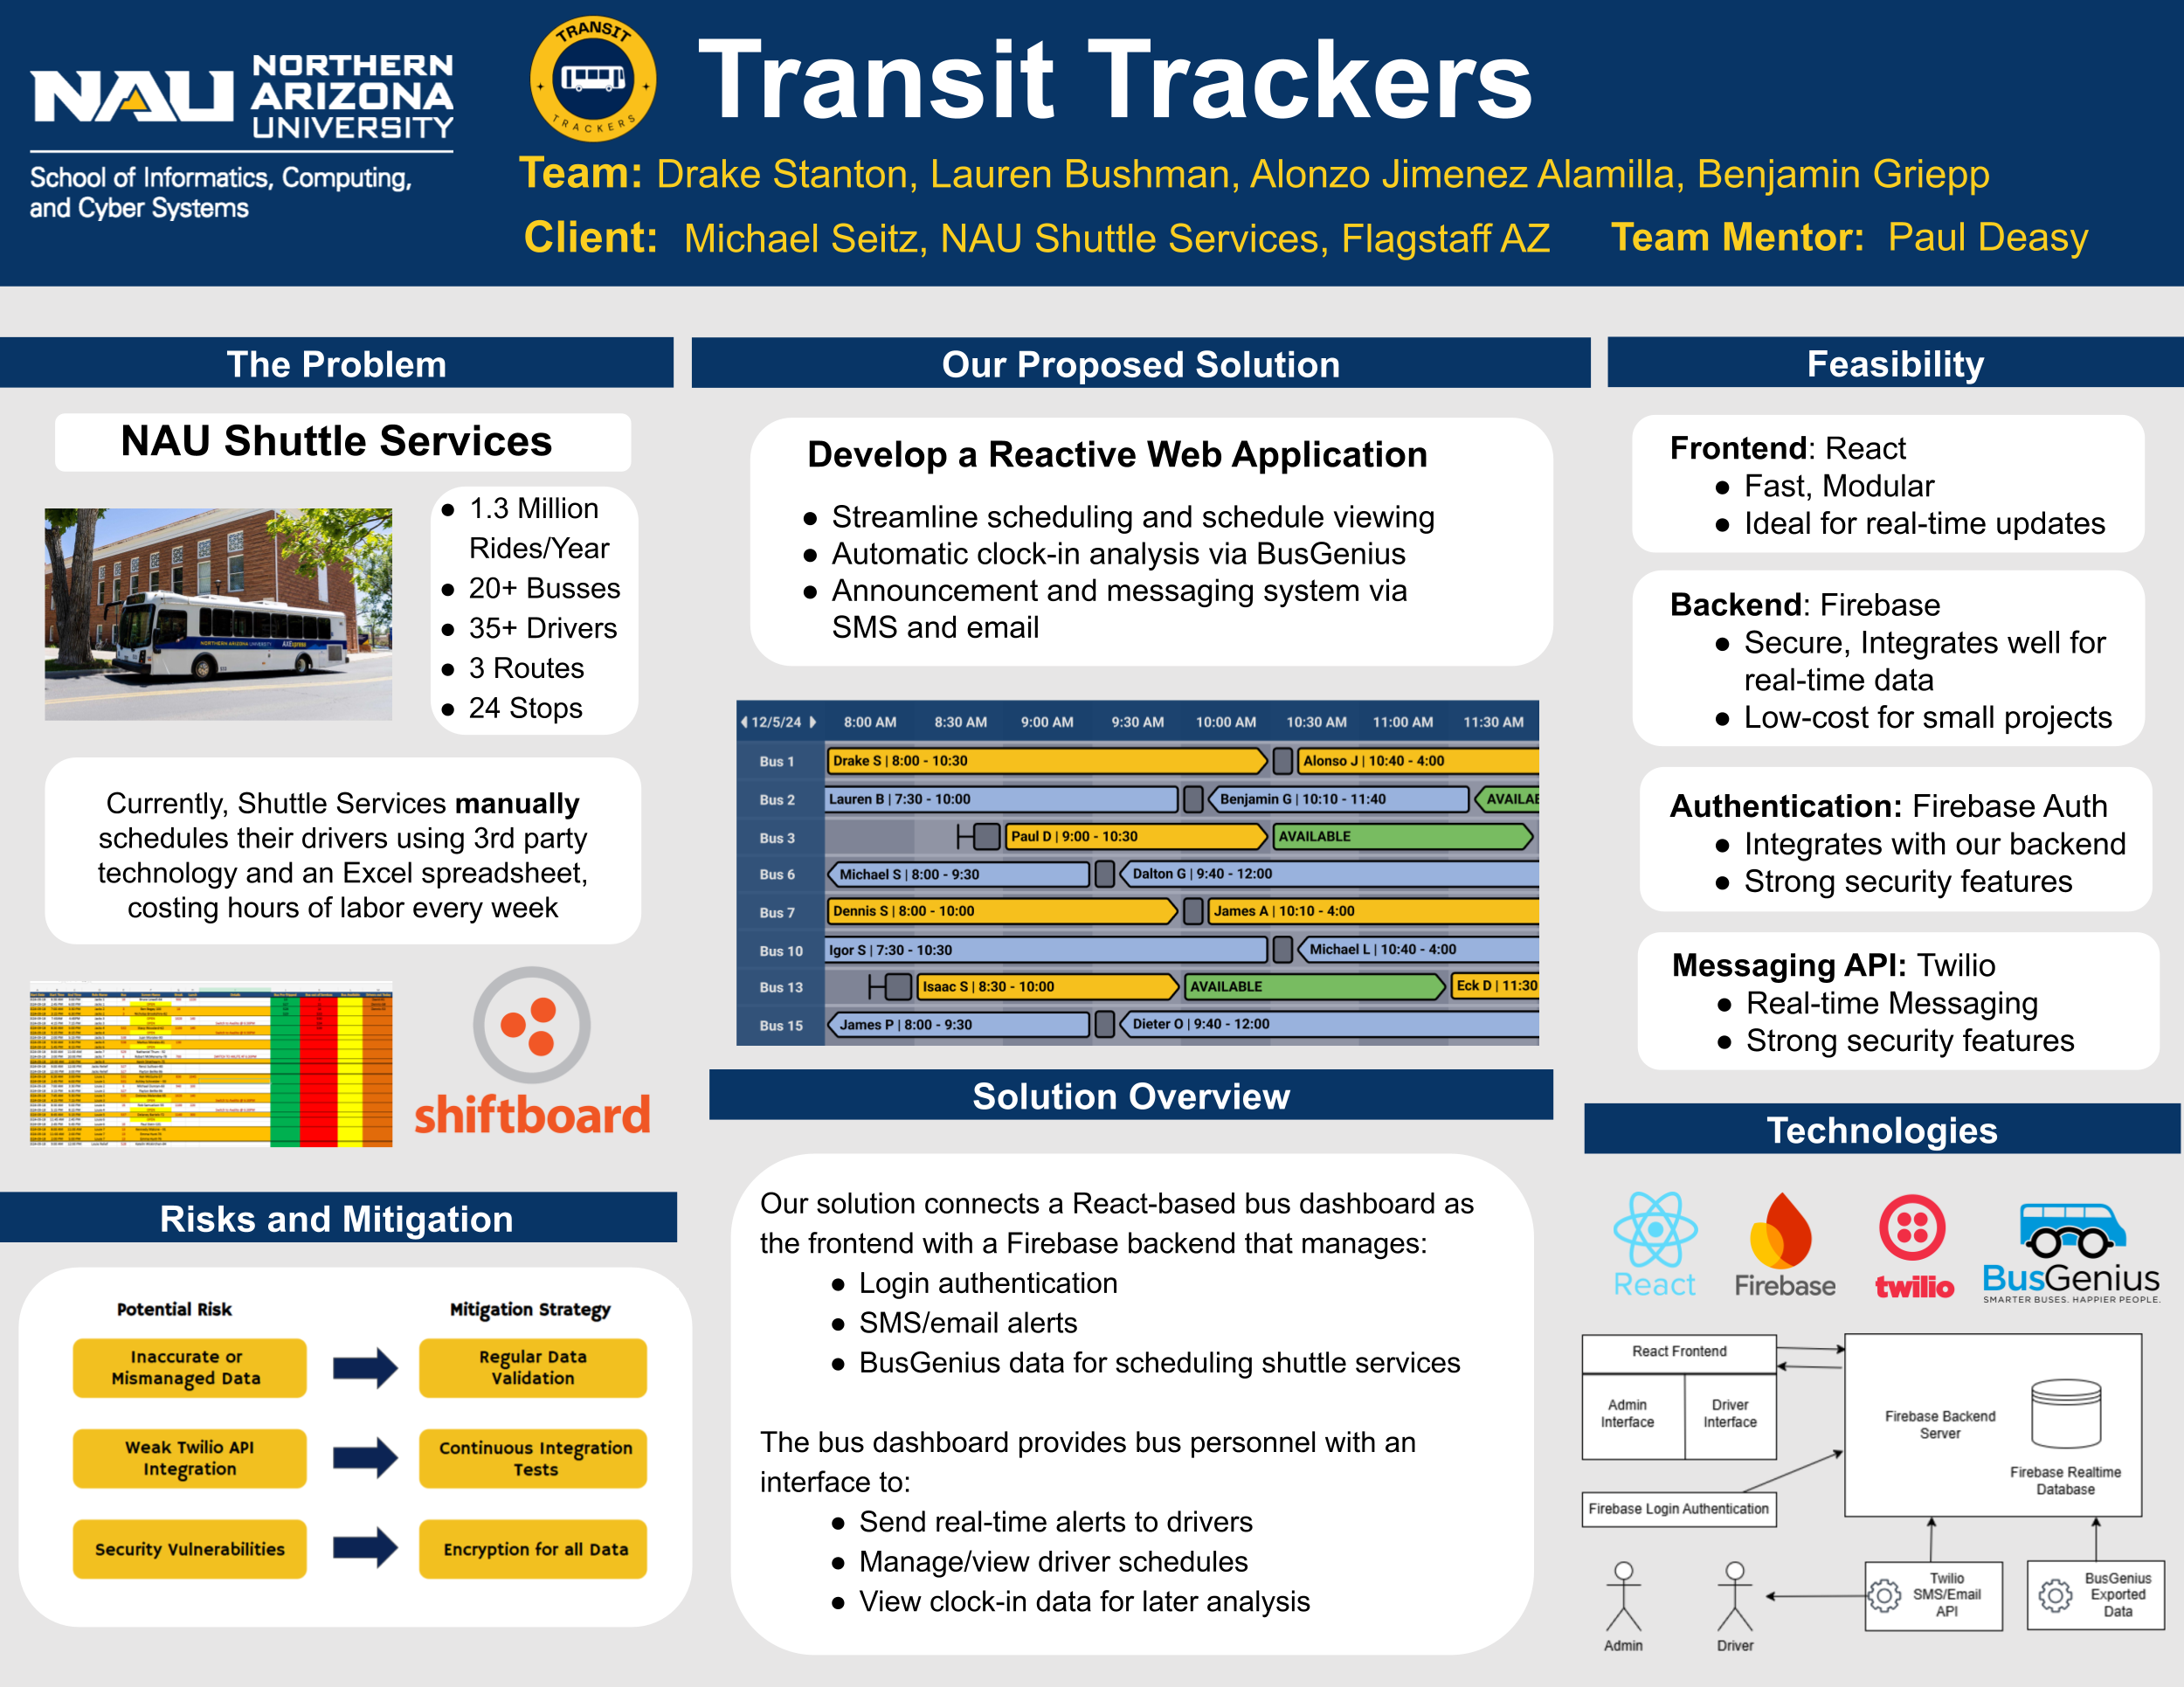 NAU NORTHERN
ARIZONA
UNIVERSITY
School of Informatics, Computing,
and Cyber Systems
TRANSIT
TRACKERS
Transit Trackers
Team: Drake Stanton, Lauren Bushman, Alonzo Jimenez Alamilla, Benjamin Griepp
Client: Michael Seitz, NAU Shuttle Services, Flagstaff AZ Team Mentor: Paul Deasy
The Problem
NAU Shuttle Services
NORTHERN ARIZONA UNIVERSITY
● 1.3 Million
Rides/Year
● 20+ Busses
● 35+ Drivers
● 3 Routes
● 24 Stops
Currently, Shuttle Services manually
schedules their drivers using 3rd party
technology and an Excel spreadsheet,
costing hours of labor every week
shiftboard
Risks and Mitigation
Potential Risk Mitigation Strategy
Inaccurate or
Mismanaged Data
Regular Data
Validation
Weak Twilio API
Integration
Continuous Integration
Tests
Security Vulnerabilities
Encryption for all Data
Our Proposed Solution
Develop a Reactive Web Application
● Streamline scheduling and schedule viewing
● Automatic clock-in analysis via BusGenius
● Announcement and messaging system via
SMS and email
12/5/24 8:00 AM 8:30 AM 9:00 AM 9:30 AM 10:00 AM 10:30 AM 11:00 AM 11:30 AM
Bus 1 Drake S | 8:00 - 10:30 Alonso J | 10:40 - 4:00
Bus 2 Lauren B | 7:30 - 10:00 Benjamin G | 10:10 - 11:40 AVAILAB
Bus 3 Paul D | 9:00 - 10:30 AVAILABLE
Bus 6 Michael S | 8:00 - 9:30 Dalton G | 9:40 - 12:00
Bus 7 Dennis S | 8:00 - 10:00 James A | 10:10 - 4:00
Bus 10 Igor S | 7:30 - 10:30 Michael L | 10:40 - 4:00
Bus 13 Isaac S | 8:30 - 10:00 AVAILABLE Eck D | 11:30
Bus 15 James P | 8:00 - 9:30 Dieter O | 9:40 - 12:00
Solution Overview
Our solution connects a React-based bus dashboard as
the frontend with a Firebase backend that manages:
● Login authentication
● SMS/email alerts
● BusGenius data for scheduling shuttle services
The bus dashboard provides bus personnel with an
interface to:
● Send real-time alerts to drivers
● Manage/view driver schedules
● View clock-in data for later analysis
Feasibility
Frontend: React
● Fast, Modular
● Ideal for real-time updates
Backend: Firebase
● Secure, Integrates well for
real-time data
● Low-cost for small projects
Authentication: Firebase Auth
● Integrates with our backend
● Strong security features
Messaging API: Twilio
● Real-time Messaging
● Strong security features
Technologies
React
Firebase
twilio
BusGenius
SMARTER BUSES. HAPPIER PEOPLE.
React Frontend
Admin
Interface
Driver
Interface
Firebase Backend
Server
Firebase Realtime
Database
Firebase Login Authentication
Twilio
SMS/Email
API
BusGenius
Exported
Data
Admin
Driver